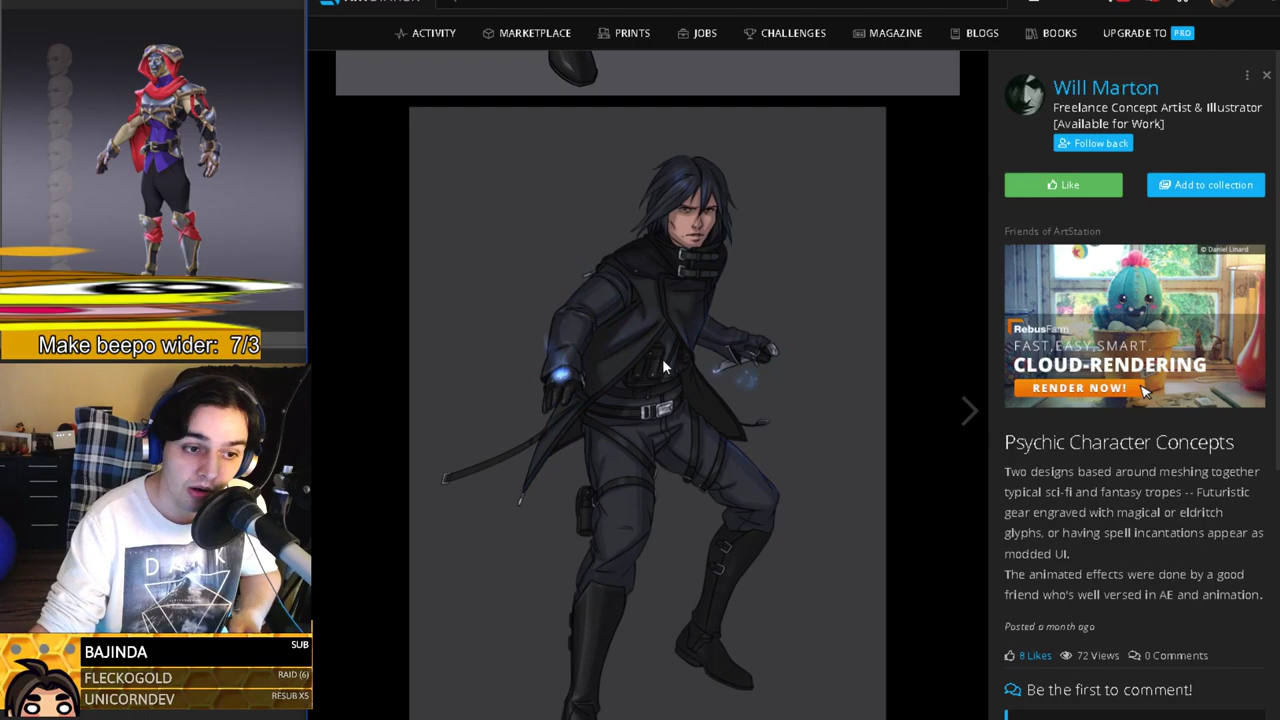 ACTIVITY
MARKETPLACE
PRINTS
JOBS
CHALLENGES
MAGAZINE
BLOGS
BOOKS
UPGRADE TO PRO
Will Marton
Freelance Concept Artist & Illustrator
[Available for Work]
Follow back
Like
Add to collection
Friends of ArtStation
© Daniel Linard
RebusFarm
FAST,EASY,SMART.
CLOUD-RENDERING
RENDER NOW!
Psychic Character Concepts
Two designs based around meshing together
typical sci-fi and fantasy tropes -- Futuristic
gear engraved with magical or eldritch
glyphs, or having spell incantations appear as
modded UI.
The animated effects were done by a good
friend who's well versed in AE and animation.
Posted a month ago
8 Likes 72 Views 0 Comments
Be the first to comment!
Make beepo wider: 7/3
DARK
BAJINDA SUB
FLECKOGOLD RAID (6)
UNICORNDEV RESUB X5